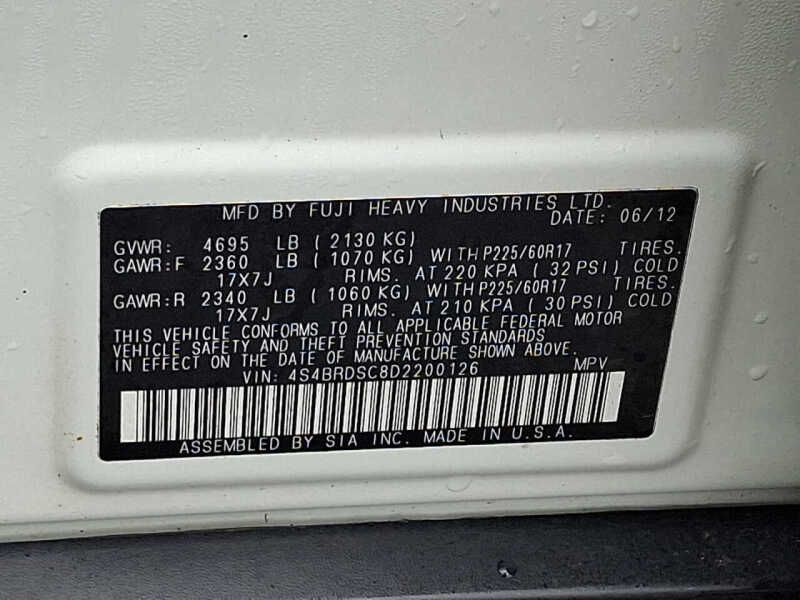 MFD BY FUJI HEAVY INDUSTRIES LTD.
DATE: 06/12
GVWR: 4695 LB ( 2130 KG)
GAWR:F 2360 LB ( 1070 KG) WITH P225/60R17 TIRES.
17X7J RIMS. AT 220 KPA ( 32 PSI) COLD
GAWR:R 2340 LB ( 1060 KG) WITH P225/60R17 TIRES.
17X7J RIMS. AT 210 KPA ( 30 PSI) COLD
THIS VEHICLE CONFORMS TO ALL APPLICABLE FEDERAL MOTOR
VEHICLE SAFETY AND THEFT PREVENTION STANDARDS
IN EFFECT ON THE DATE OF MANUFACTURE SHOWN ABOVE.
VIN: 4S4BRDSC8D2200126 MPV
ASSEMBLED BY SIA INC. MADE IN U.S.A.